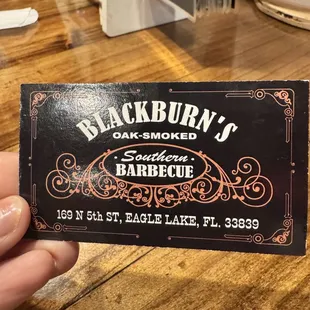 BLACKBURN'S
OAK-SMOKED
· Southern ·
BARBECUE
169 N 5th ST, EAGLE LAKE, FL. 33839